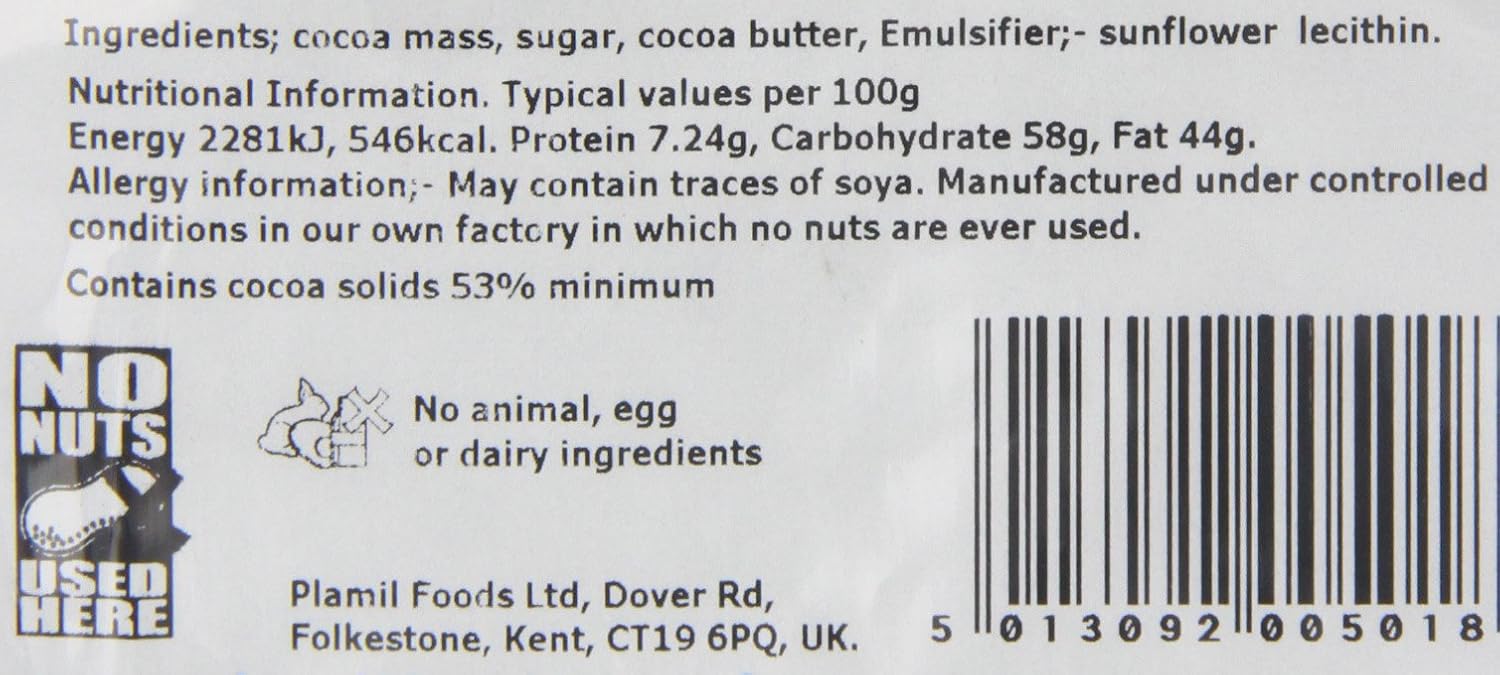 Ingredients; cocoa mass, sugar, cocoa butter, Emulsifier;- sunflower lecithin.
Nutritional Information. Typical values per 100g
Energy 2281kJ, 546kcal. Protein 7.24g, Carbohydrate 58g, Fat 44g.
Allergy information;- May contain traces of soya. Manufactured under controlled
conditions in our own factory in which no nuts are ever used.
Contains cocoa solids 53% minimum
NO
NUTS
USED
HERE
No animal, egg
or dairy ingredients
Plamil Foods Ltd, Dover Rd,
Folkestone, Kent, CT19 6PQ, UK.
5 013092 005018